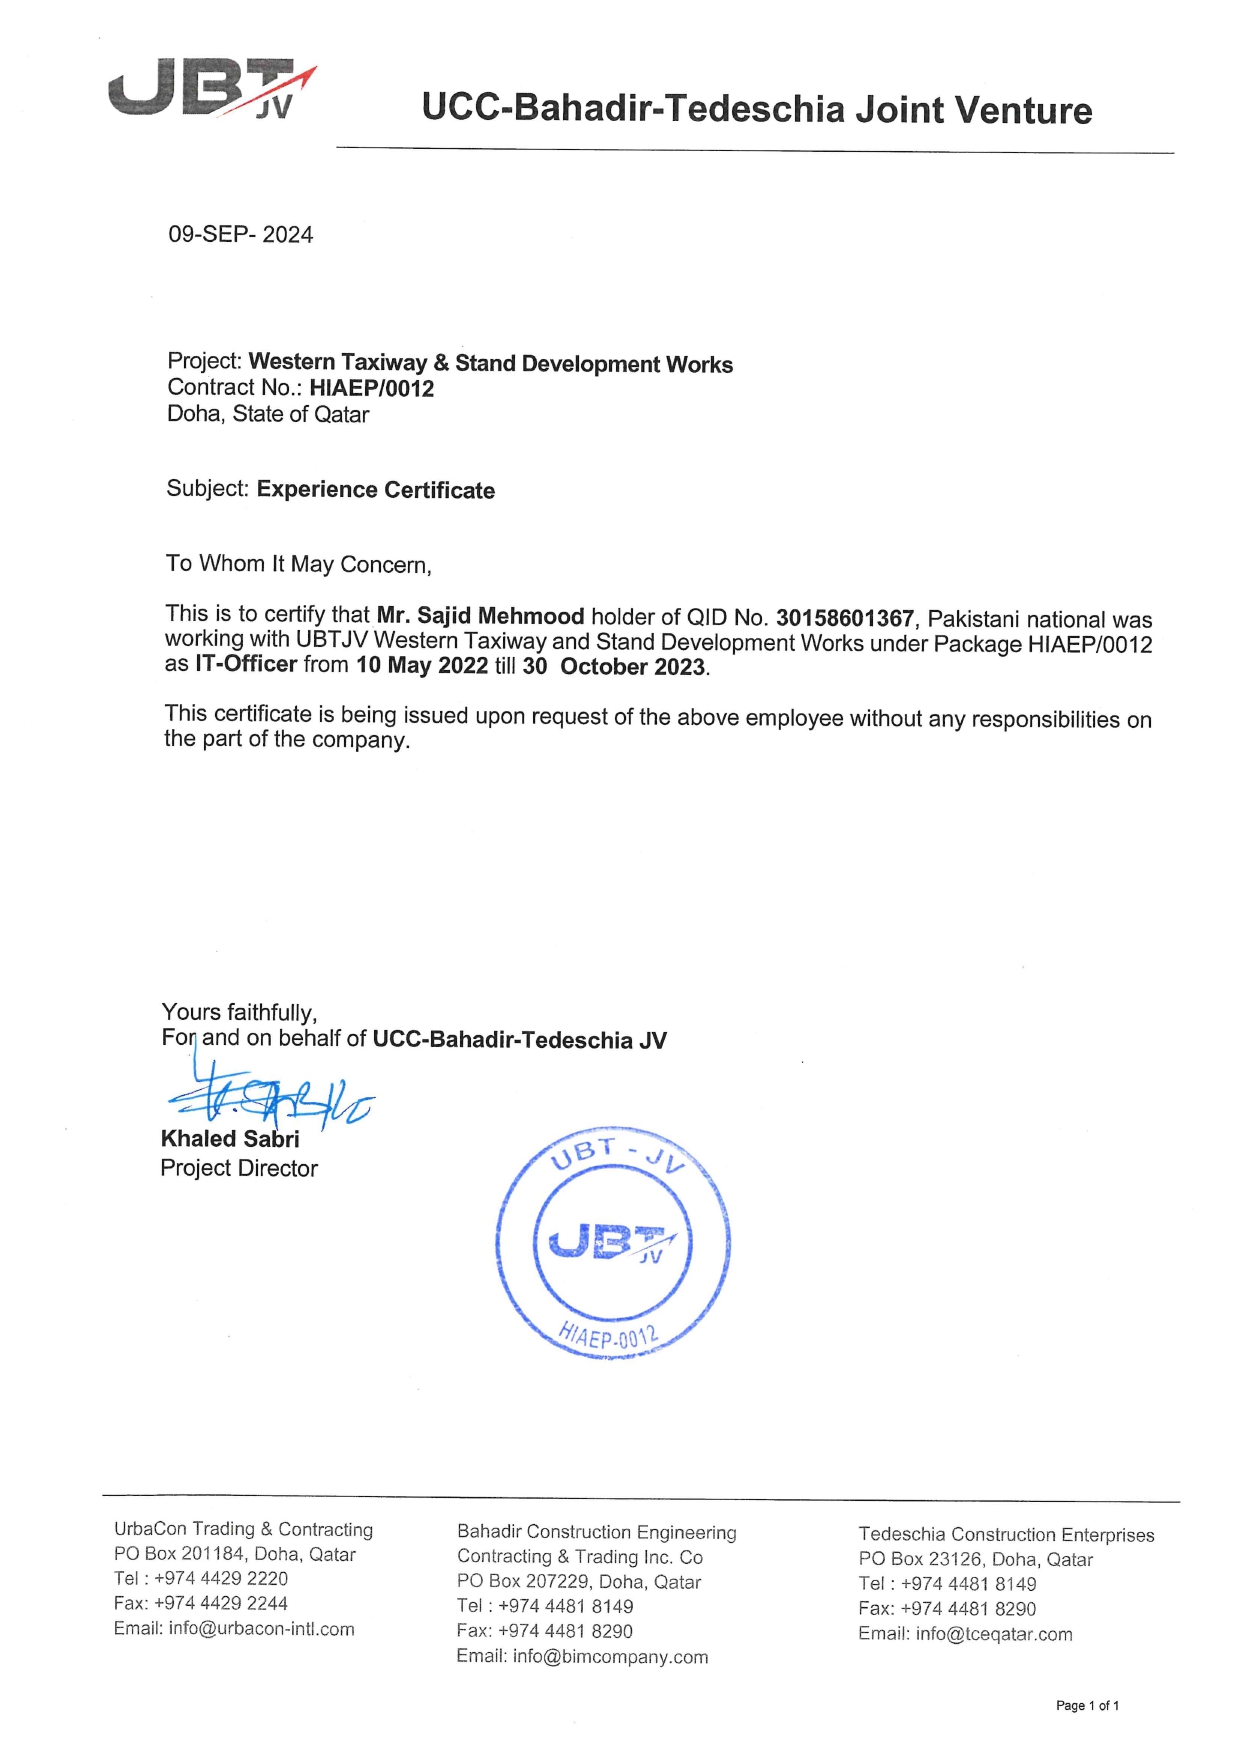 UBT JV
UCC-Bahadir-Tedeschia Joint Venture
09-SEP- 2024
Project: Western Taxiway & Stand Development Works
Contract No.: HIAEP/0012
Doha, State of Qatar
Subject: Experience Certificate
To Whom It May Concern,
This is to certify that Mr. Sajid Mehmood holder of QID No. 30158601367, Pakistani national was
working with UBTJV Western Taxiway and Stand Development Works under Package HIAEP/0012
as IT-Officer from 10 May 2022 till 30 October 2023.
This certificate is being issued upon request of the above employee without any responsibilities on
the part of the company.
Yours faithfully,
For and on behalf of UCC-Bahadir-Tedeschia JV
Khaled Sabri
Project Director
UBT - JV
UBT JV
HIAEP-0012
UrbaCon Trading & Contracting
PO Box 201184, Doha, Qatar
Tel : +974 4429 2220
Fax: +974 4429 2244
Email: info@urbacon-intl.com
Bahadir Construction Engineering
Contracting & Trading Inc. Co
PO Box 207229, Doha, Qatar
Tel : +974 4481 8149
Fax: +974 4481 8290
Email: info@bimcompany.com
Tedeschia Construction Enterprises
PO Box 23126, Doha, Qatar
Tel : +974 4481 8149
Fax: +974 4481 8290
Email: info@tceqatar.com
Page 1 of 1